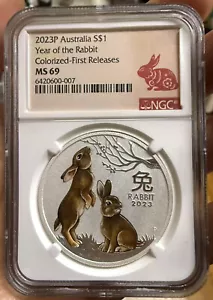 2023P Australia S$1
Year of the Rabbit
Colorized-First Releases
MS 69
6420600-007
NGC
兔
RABBIT
2023
P